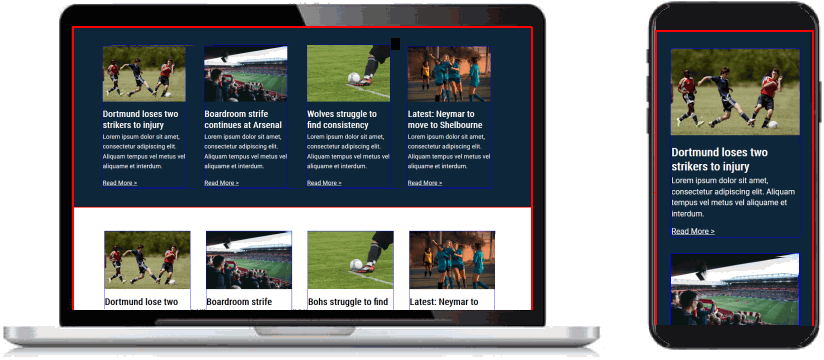 Dortmund loses two
strikers to injury
Lorem ipsum dolor sit amet,
consectetur adipiscing elit.
Aliquam tempus vel metus vel
aliquame et interdum.
Read More >
Boardroom strife
continues at Arsenal
Lorem ipsum dolor sit amet,
consectetur adipiscing elit.
Aliquam tempus vel metus vel
aliquame et interdum.
Read More >
Wolves struggle to
find consistency
Lorem ipsum dolor sit amet,
consectetur adipiscing elit.
Aliquam tempus vel metus vel
aliquame et interdum.
Read More >
Latest: Neymar to
move to Shelbourne
Lorem ipsum dolor sit amet,
consectetur adipiscing elit.
Aliquam tempus vel metus vel
aliquame et interdum.
Read More >
Dortmund lose two
Boardroom strife
Bohs struggle to find
Latest: Neymar to
Dortmund loses two
strikers to injury
Lorem ipsum dolor sit amet,
consectetur adipiscing elit. Aliquam
tempus vel metus vel aliquame et
interdum.
Read More >